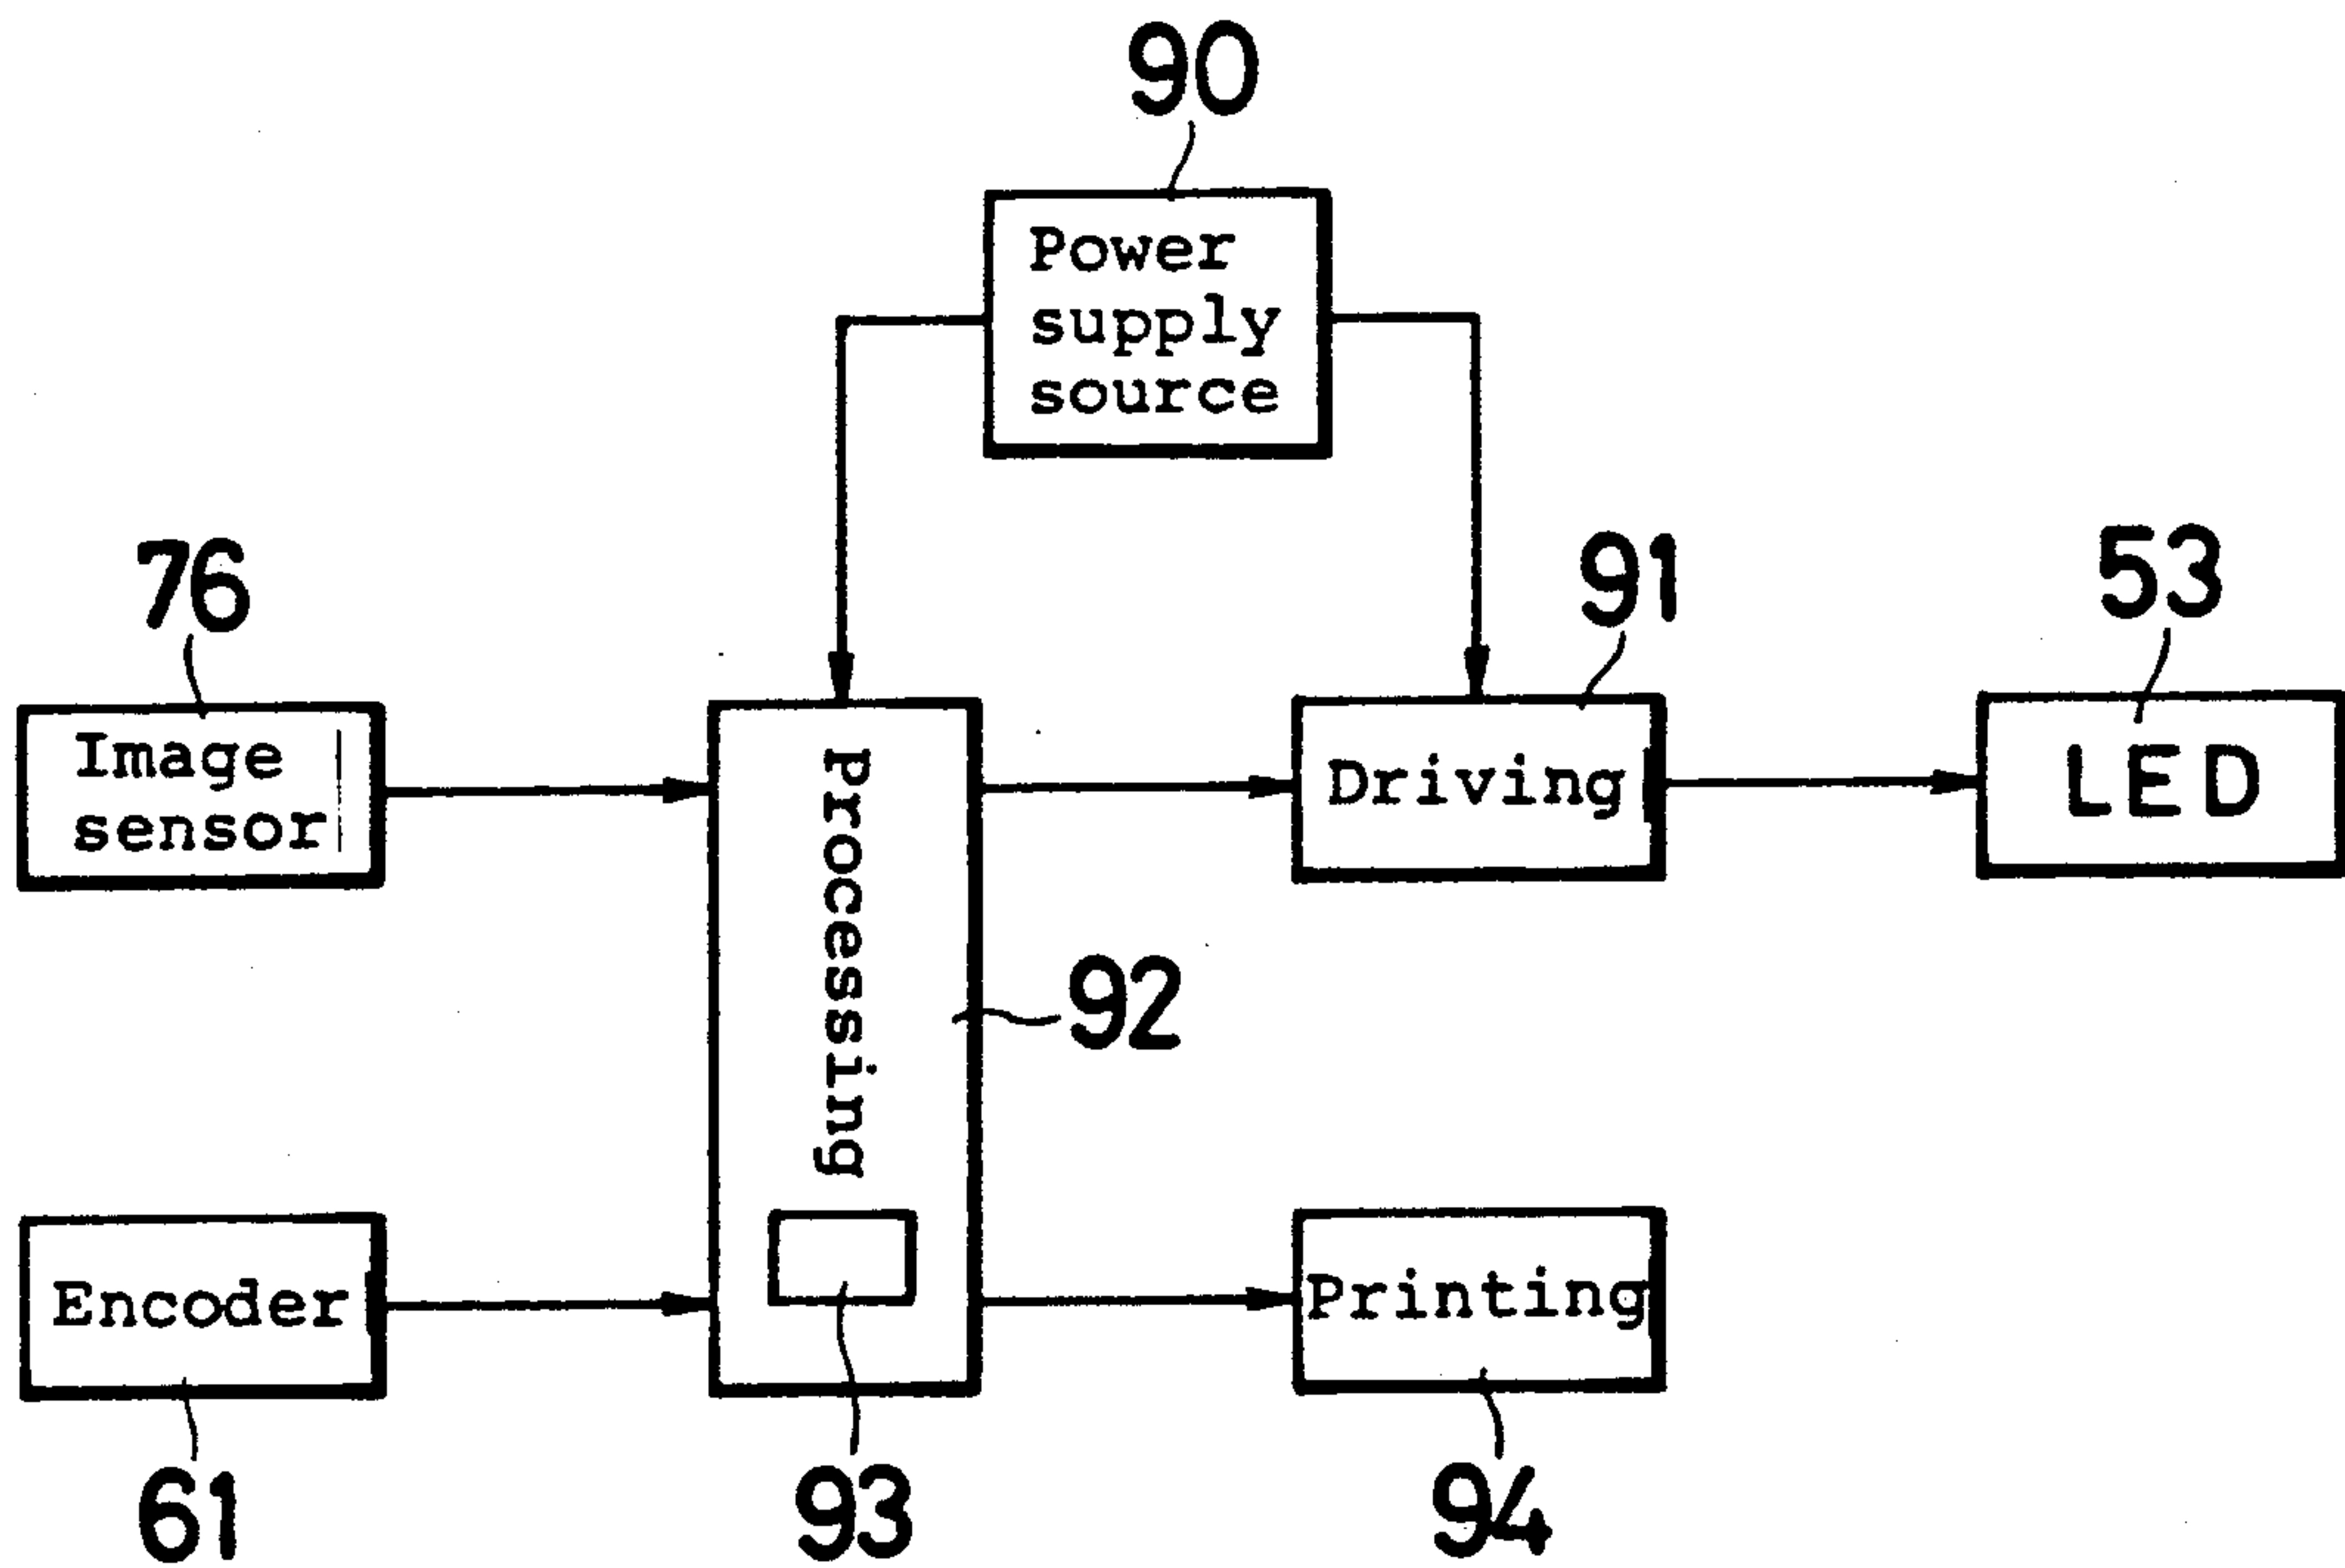 90
Power
supply
source
76
91
53
Image
sensor
Processing
Driving
LED
92
Encoder
Printing
61
93
94